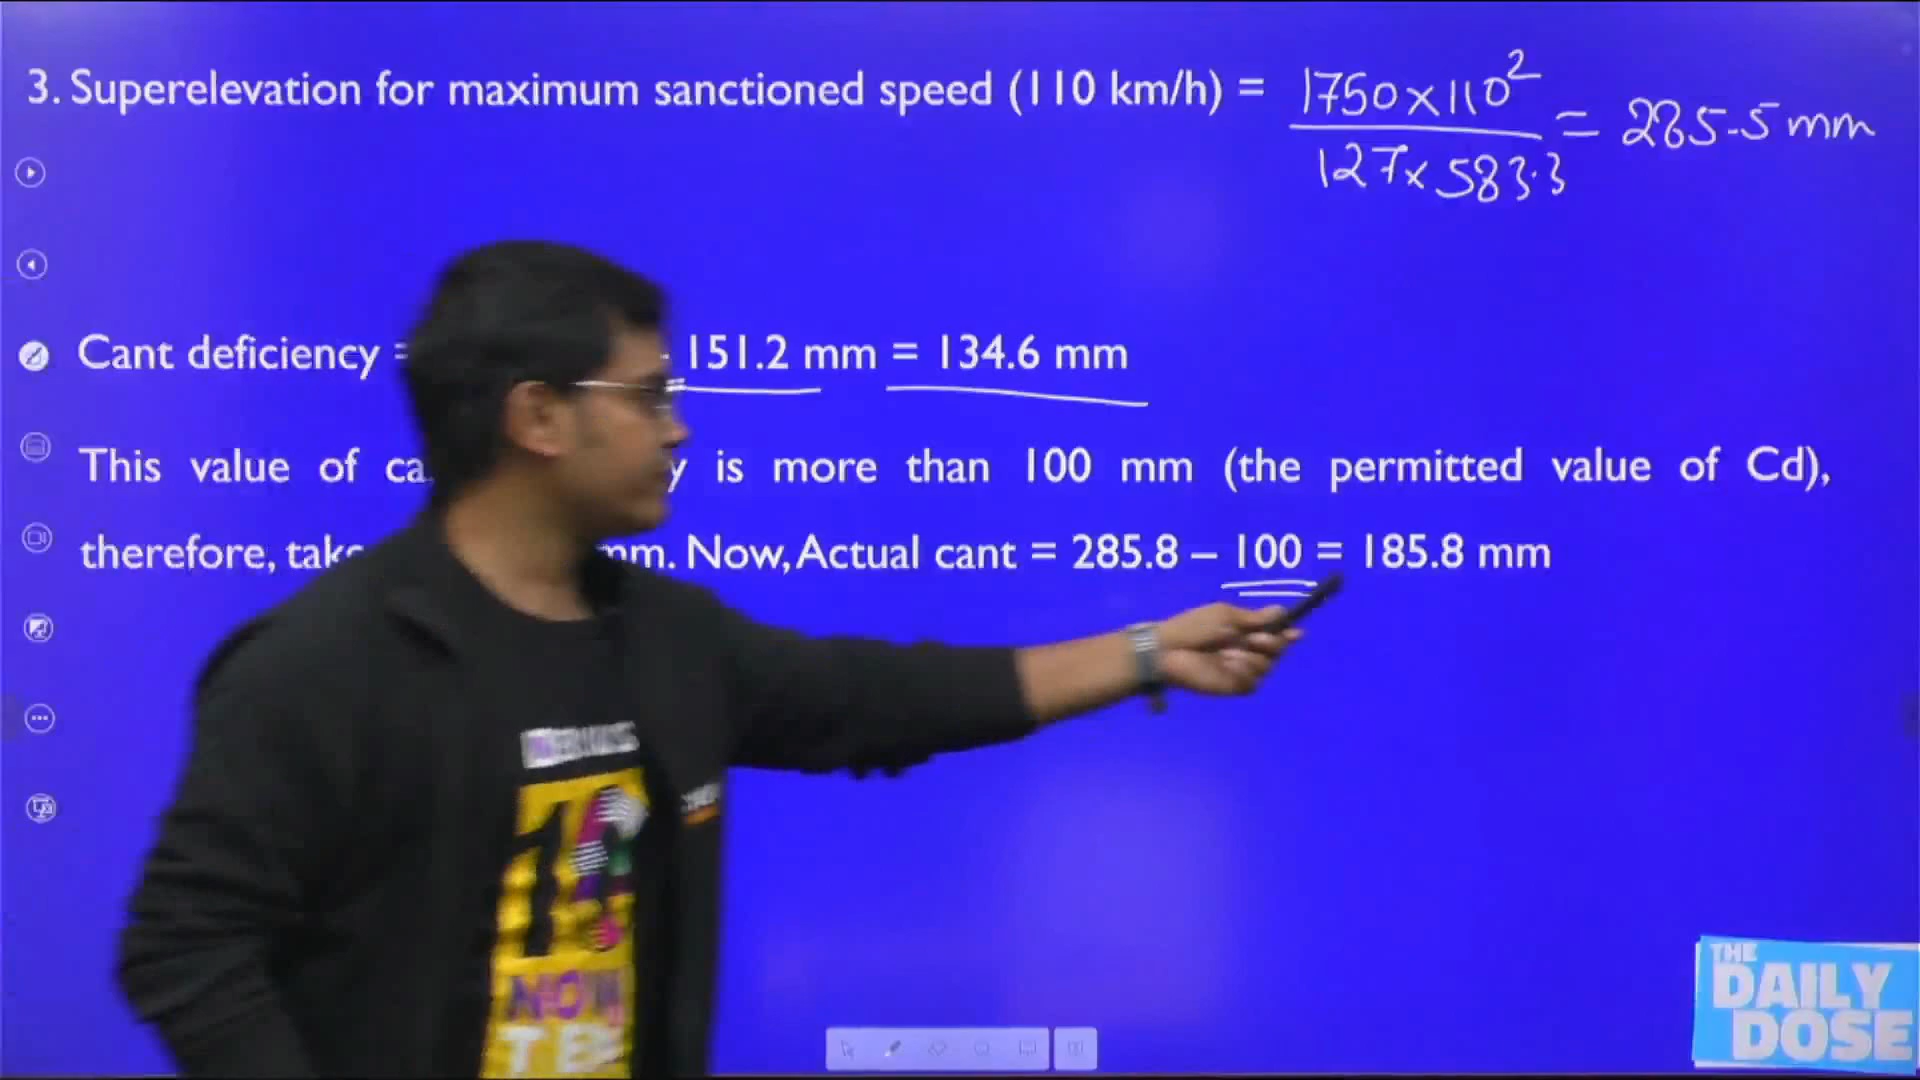 3. Superelevation for maximum sanctioned speed (110 km/h) = 1750×110² / 127×583.3 = 285.5 mm
Cant deficiency = 151.2 mm = 134.6 mm
This value of is more than 100 mm (the permitted value of Cd),
therefore, mm. Now, Actual cant = 285.8 – 100 = 185.8 mm
THE
DAILY
DOSE